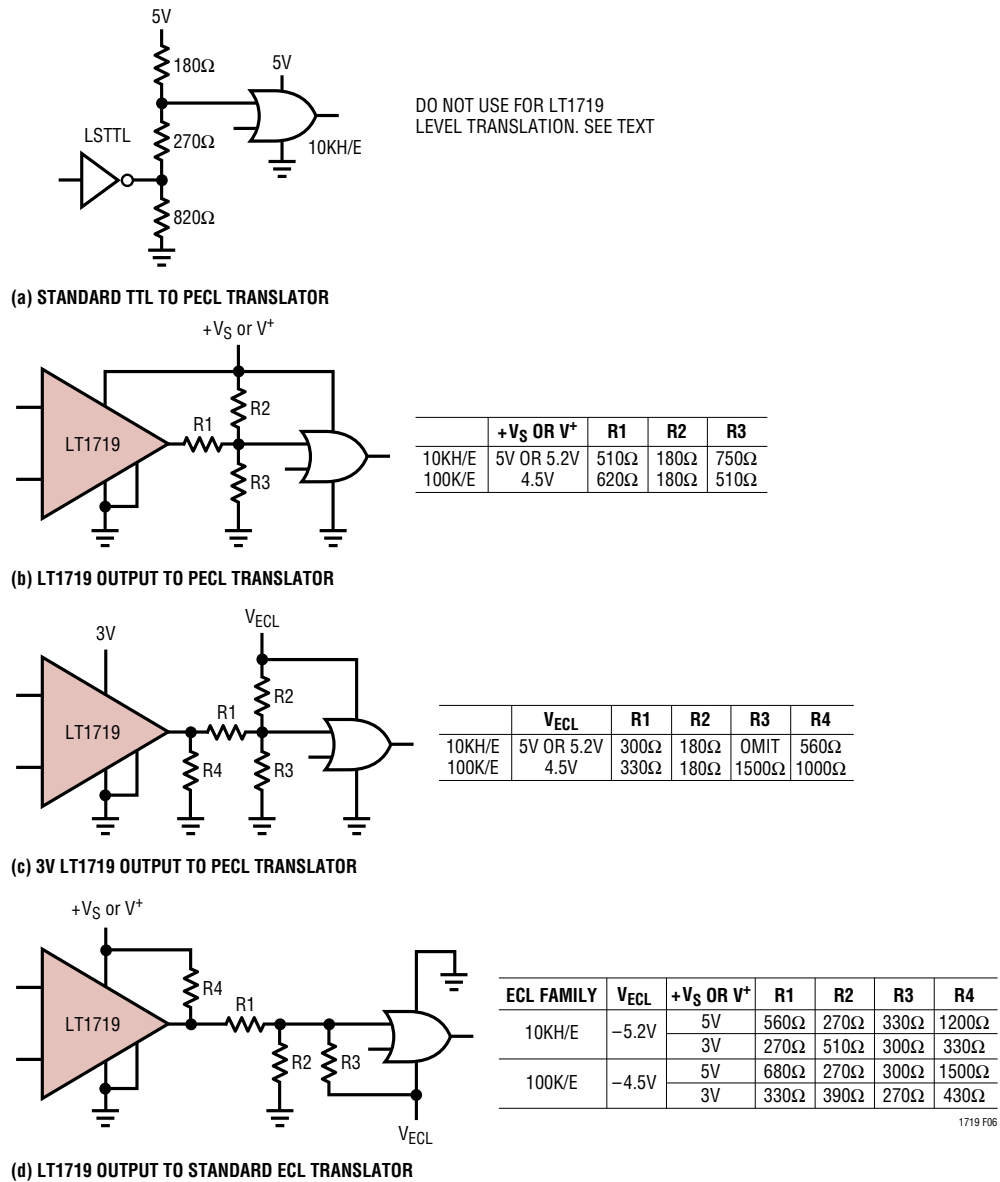 5V
180Ω
5V
DO NOT USE FOR LT1719
LEVEL TRANSLATION. SEE TEXT
LSTTL
270Ω
10KH/E
820Ω
(a) STANDARD TTL TO PECL TRANSLATOR
+VS or V+
R2
R1
LT1719
R3
+VS OR V+ R1 R2 R3
10KH/E 5V OR 5.2V 510Ω 180Ω 750Ω
100K/E 4.5V 620Ω 180Ω 510Ω
(b) LT1719 OUTPUT TO PECL TRANSLATOR
VECL
3V
R2
R1
LT1719
R4
R3
VECL R1 R2 R3 R4
10KH/E 5V OR 5.2V 300Ω 180Ω OMIT 560Ω
100K/E 4.5V 330Ω 180Ω 1500Ω 1000Ω
(c) 3V LT1719 OUTPUT TO PECL TRANSLATOR
+VS or V+
R4
R1
LT1719
R2
R3
VECL
ECL FAMILY VECL +VS OR V+ R1 R2 R3 R4
10KH/E −5.2V 5V 560Ω 270Ω 330Ω 1200Ω
3V 270Ω 510Ω 300Ω 330Ω
100K/E −4.5V 5V 680Ω 270Ω 300Ω 1500Ω
3V 330Ω 390Ω 270Ω 430Ω
1719 F06
(d) LT1719 OUTPUT TO STANDARD ECL TRANSLATOR